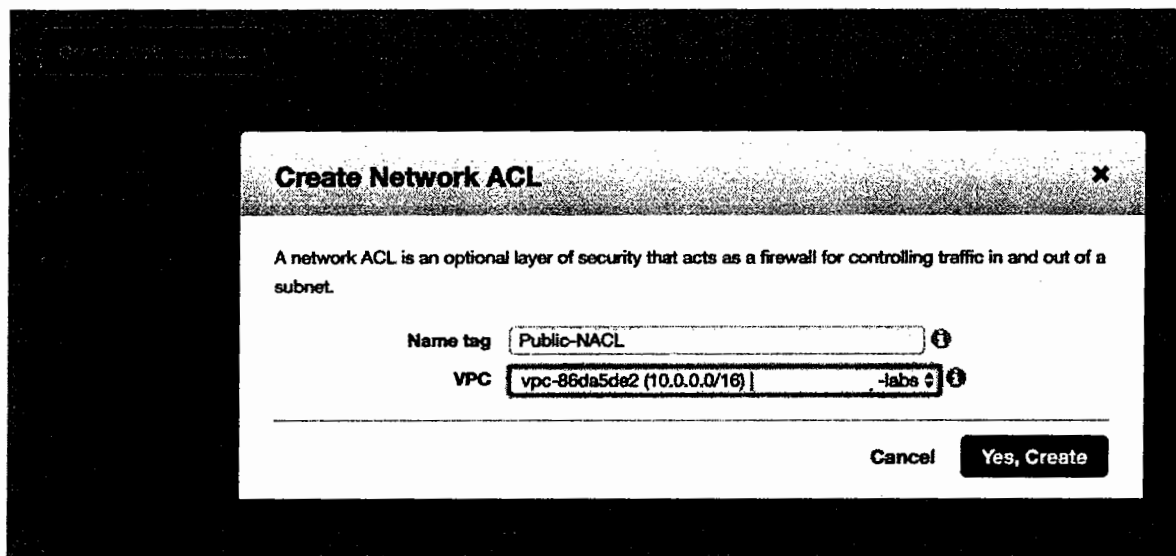 Create Network ACL ×
A network ACL is an optional layer of security that acts as a firewall for controlling traffic in and out of a
subnet.
Name tag Public-NACL
VPC vpc-86da5de2 (10.0.0.0/16) | -labs
Cancel Yes, Create